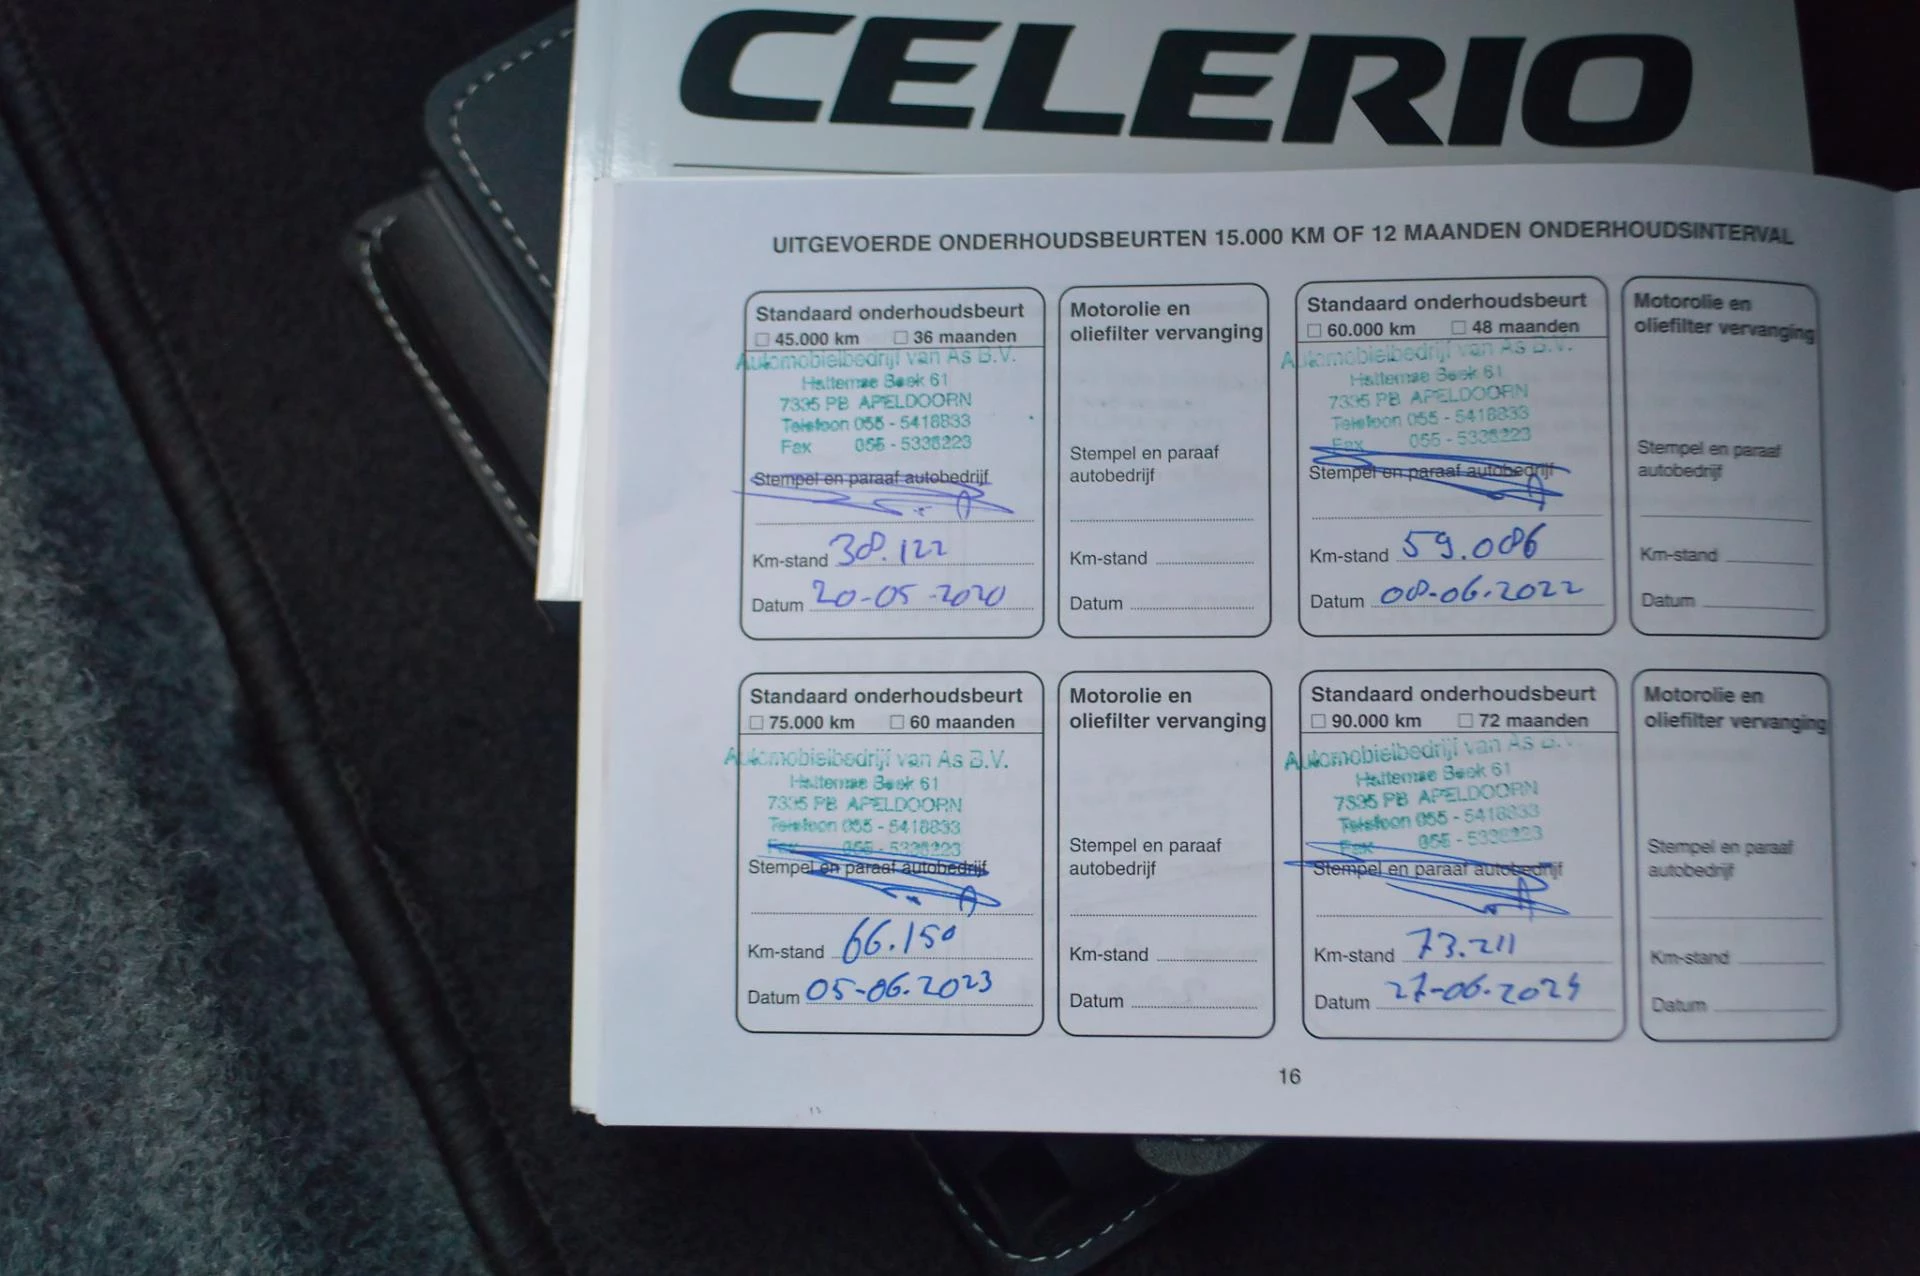 CELERIO
UITGEVOERDE ONDERHOUDSBEURTEN 15.000 KM OF 12 MAANDEN ONDERHOUDSINTERVAL
Standaard onderhoudsbeurt
45.000 km 36 maanden
Automobielbedrijf van As B.V.
Hattemse Beek 61
7335 PB APELDOORN
Telefoon 055 - 5418833
Fax 055 - 5336223
Stempel en paraaf autobedrijf
Km-stand 38.122
Datum 20-05-2020
Motorolie en
oliefilter vervanging
Stempel en paraaf
autobedrijf
Km-stand
Datum
Standaard onderhoudsbeurt
60.000 km 48 maanden
Automobielbedrijf van As B.V.
Hattemse Beek 61
7335 PB APELDOORN
Telefoon 055 - 5418833
Fax 055 - 5336223
Stempel en paraaf autobedrijf
Km-stand 59.086
Datum 08-06-2022
Motorolie en
oliefilter vervanging
Stempel en paraaf
autobedrijf
Km-stand
Datum
Standaard onderhoudsbeurt
75.000 km 60 maanden
Automobielbedrijf van As B.V.
Hattemse Beek 61
7335 PB APELDOORN
Telefoon 055 - 5418833
Fax 055 - 5336223
Stempel en paraaf autobedrijf
Km-stand 66.150
Datum 05-06.2023
Motorolie en
oliefilter vervanging
Stempel en paraaf
autobedrijf
Km-stand
Datum
Standaard onderhoudsbeurt
90.000 km 72 maanden
Automobielbedrijf van As B.V.
Hattemse Beek 61
7335 PB APELDOORN
Telefoon 055 - 5418833
Fax 055 - 5336223
Stempel en paraaf autobedrijf
Km-stand 73.211
Datum 27-06-2024
Motorolie en
oliefilter vervanging
Stempel en paraaf
autobedrijf
Km-stand
Datum
16